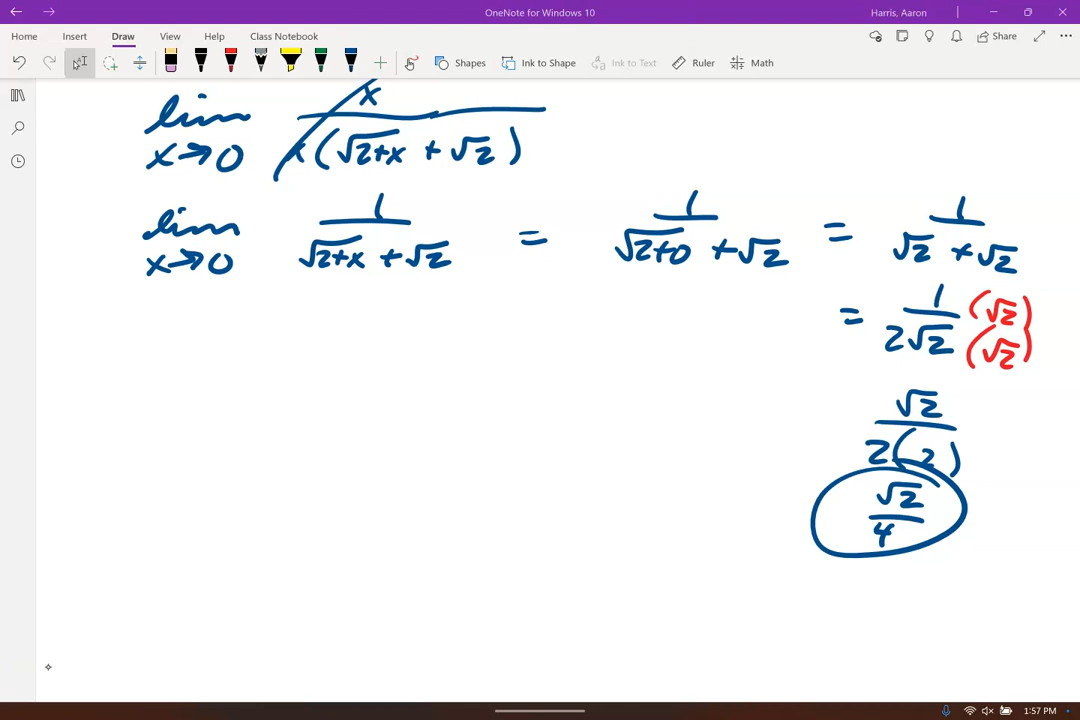 OneNote for Windows 10
Harris, Aaron
Home Insert Draw View Help Class Notebook
Share
Shapes Ink to Shape Ink to Text Ruler Math
lim x→0 x / x(√2+x + √2)
lim x→0 1 / √2+x + √2 = 1 / √2+0 + √2 = 1 / √2 + √2
= 1 / 2√2 (√2) / (√2)
√2 / 2(2)
√2 / 4
1:57 PM